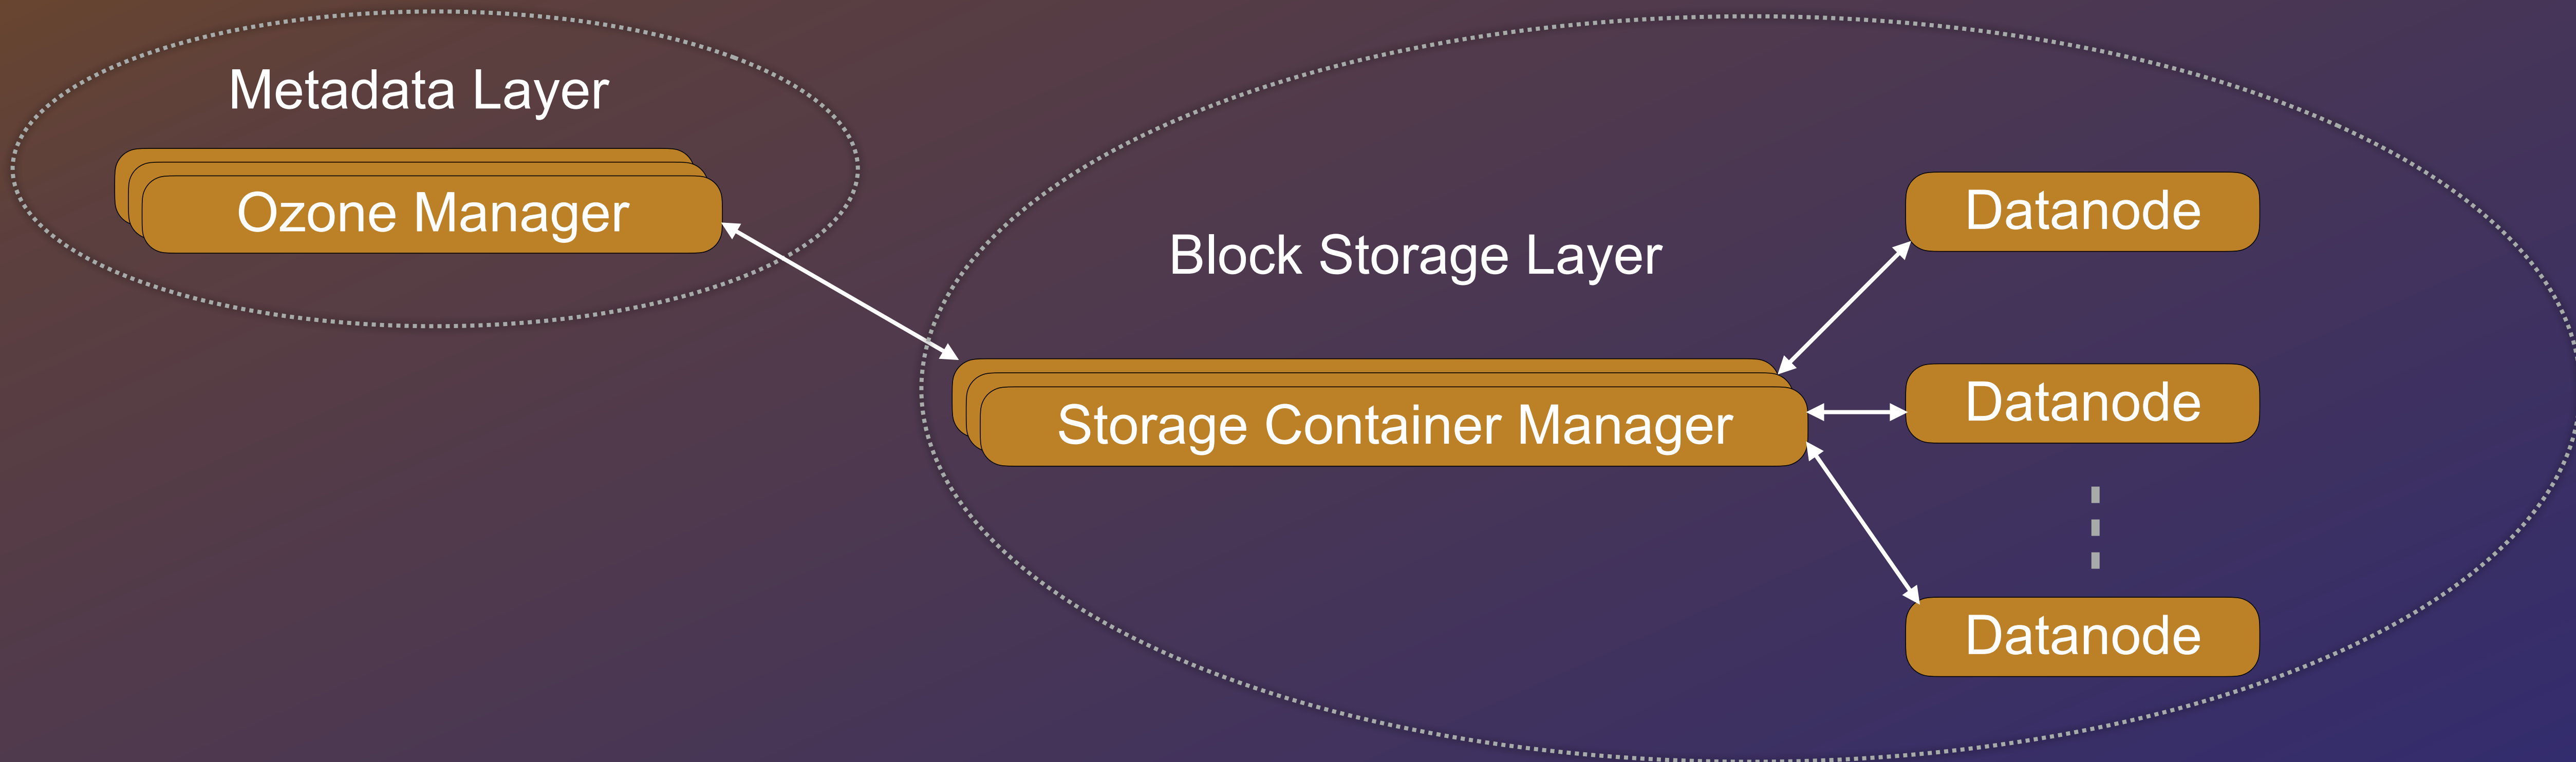 Metadata Layer
Ozone Manager
Block Storage Layer
Storage Container Manager
Datanode
Datanode
Datanode